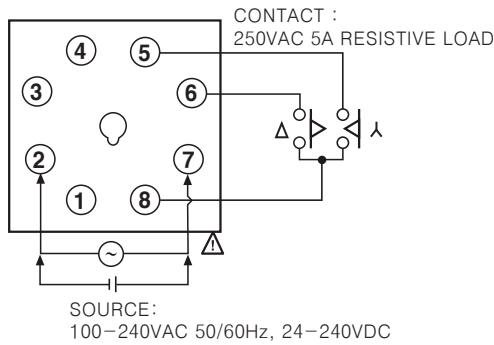 CONTACT :
250VAC 5A RESISTIVE LOAD
4 5
3 6
Δ ⅄
2 7
1 8
~
!
SOURCE:
100-240VAC 50/60Hz, 24-240VDC